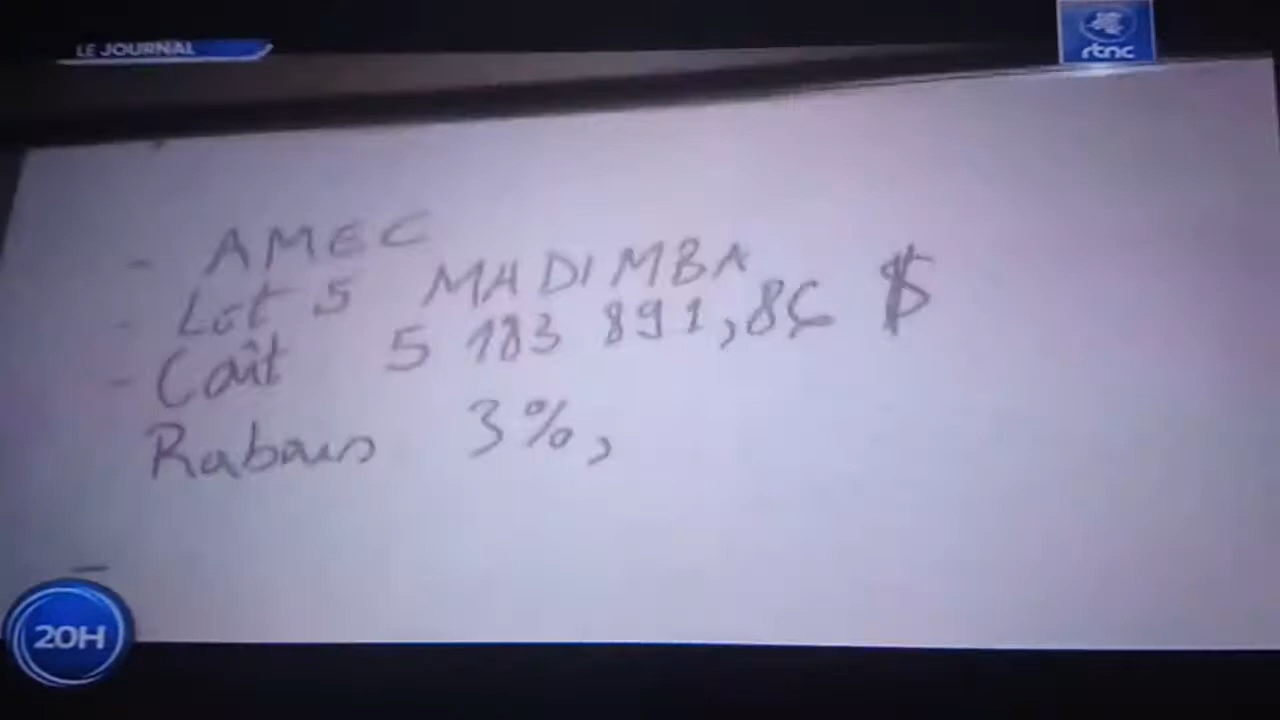 LE JOURNAL
rtnc
- AMEC
- Lot 5 MADIMBA
- Coût 5 183 891,86 $
Rabais 3%,
20H